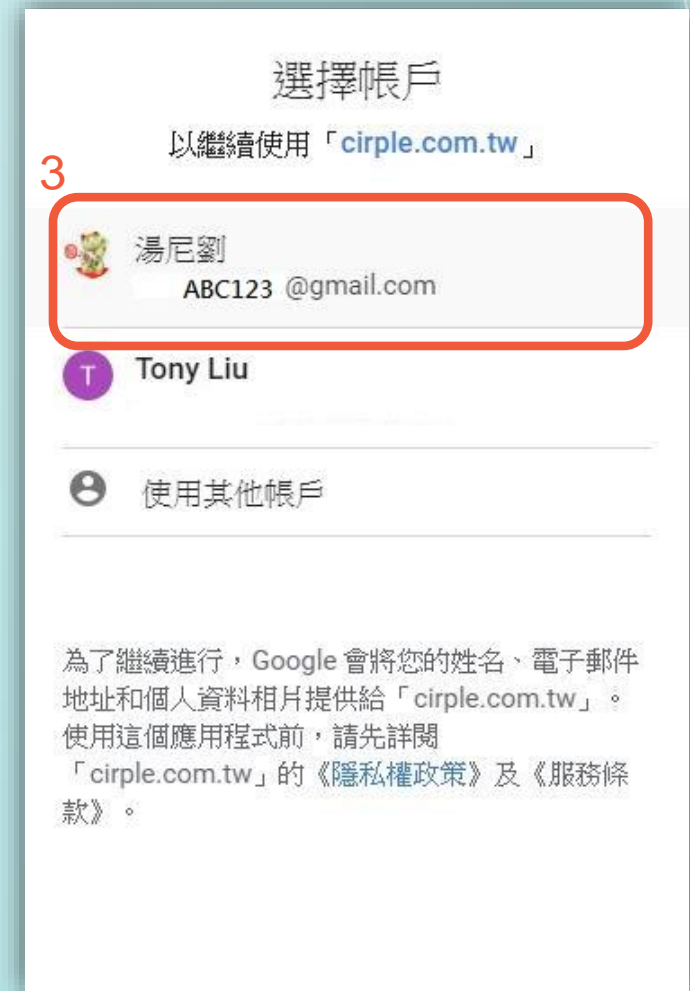 選擇帳戶
以繼續使用「cirple.com.tw」
3
湯尼劉
ABC123 @gmail.com
T Tony Liu
使用其他帳戶
為了繼續進行，Google 會將您的姓名、電子郵件
地址和個人資料相片提供給「cirple.com.tw」。
使用這個應用程式前，請先詳閱
「cirple.com.tw」的《隱私權政策》及《服務條
款》。